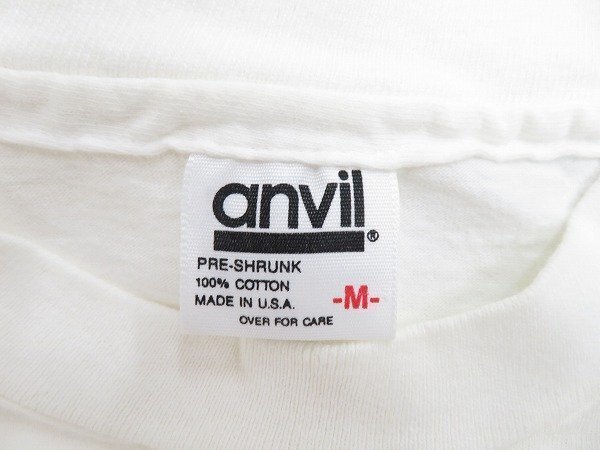 anvil®
PRE-SHRUNK
100% COTTON
MADE IN U.S.A. -M-
OVER FOR CARE